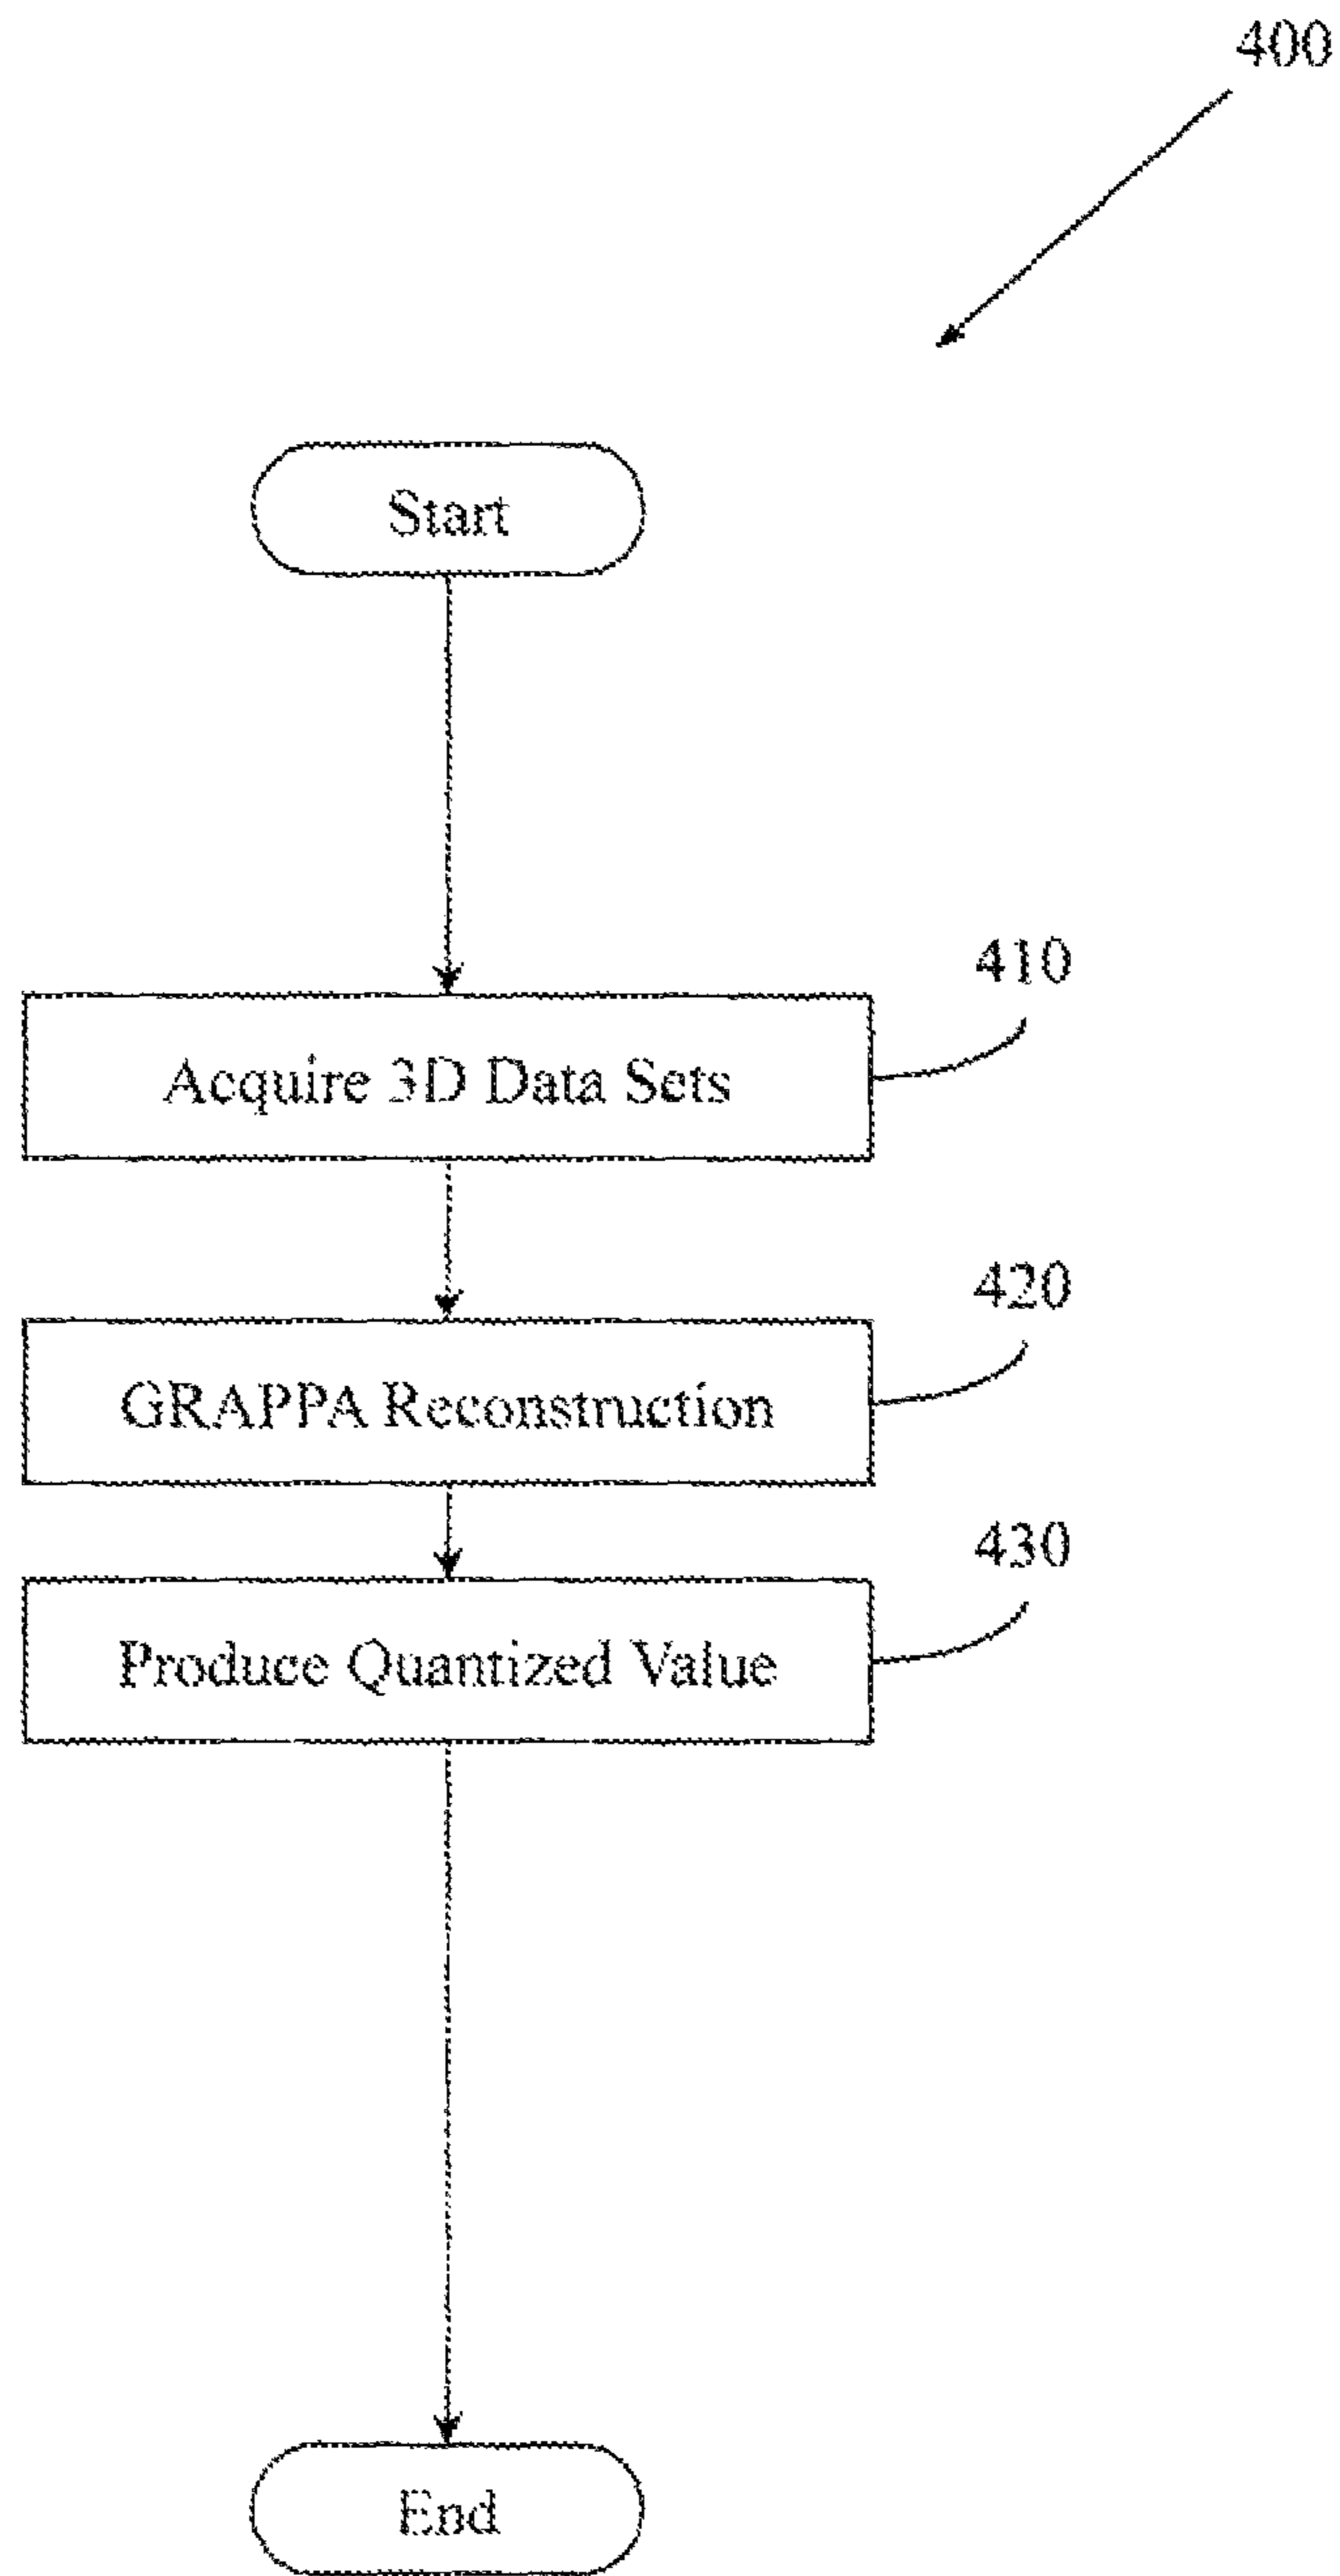 400
Start
410
Acquire 3D Data Sets
420
GRAPPA Reconstruction
430
Produce Quantized Value
End